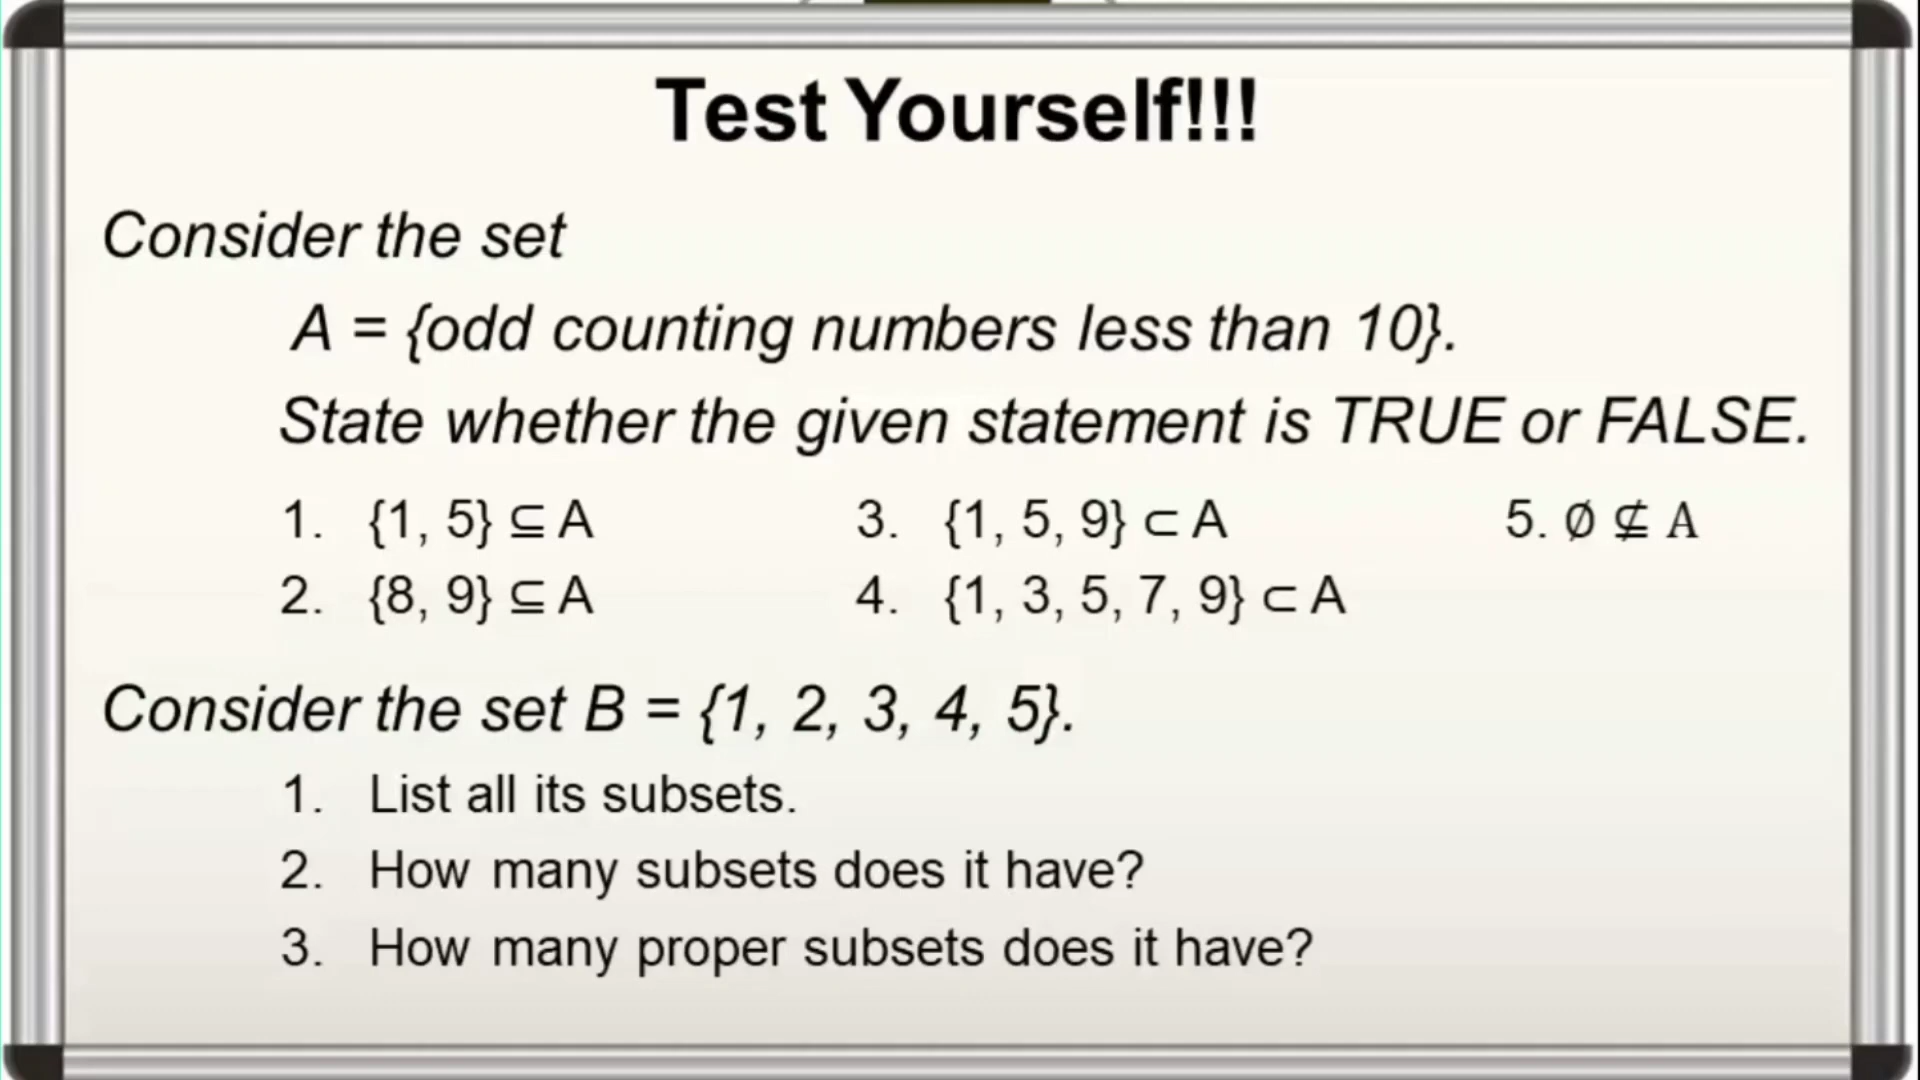 Test Yourself!!!
Consider the set
A = {odd counting numbers less than 10}.
State whether the given statement is TRUE or FALSE.
1. {1, 5} ⊆ A 3. {1, 5, 9} ⊂ A 5. ∅ ⊈ A
2. {8, 9} ⊆ A 4. {1, 3, 5, 7, 9} ⊂ A
Consider the set B = {1, 2, 3, 4, 5}.
1. List all its subsets.
2. How many subsets does it have?
3. How many proper subsets does it have?